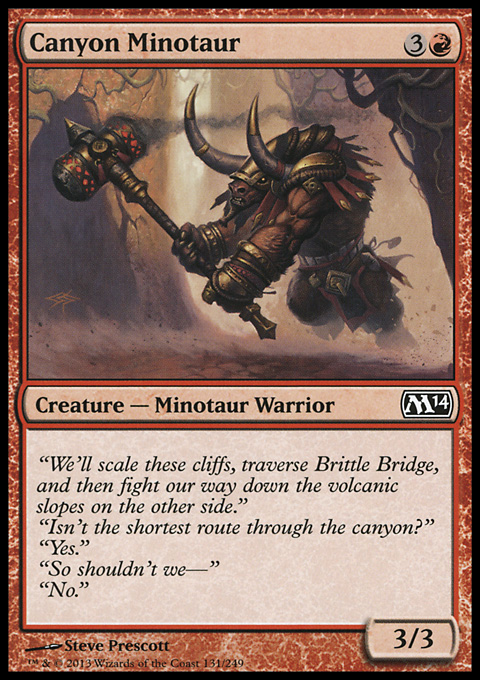 Canyon Minotaur 3
Creature — Minotaur Warrior M14
“We’ll scale these cliffs, traverse Brittle Bridge,
and then fight our way down the volcanic
slopes on the other side.”
“Isn’t the shortest route through the canyon?”
“Yes.”
“So shouldn’t we—”
“No.”
3/3
Steve Prescott
™ & © 2013 Wizards of the Coast 131/249